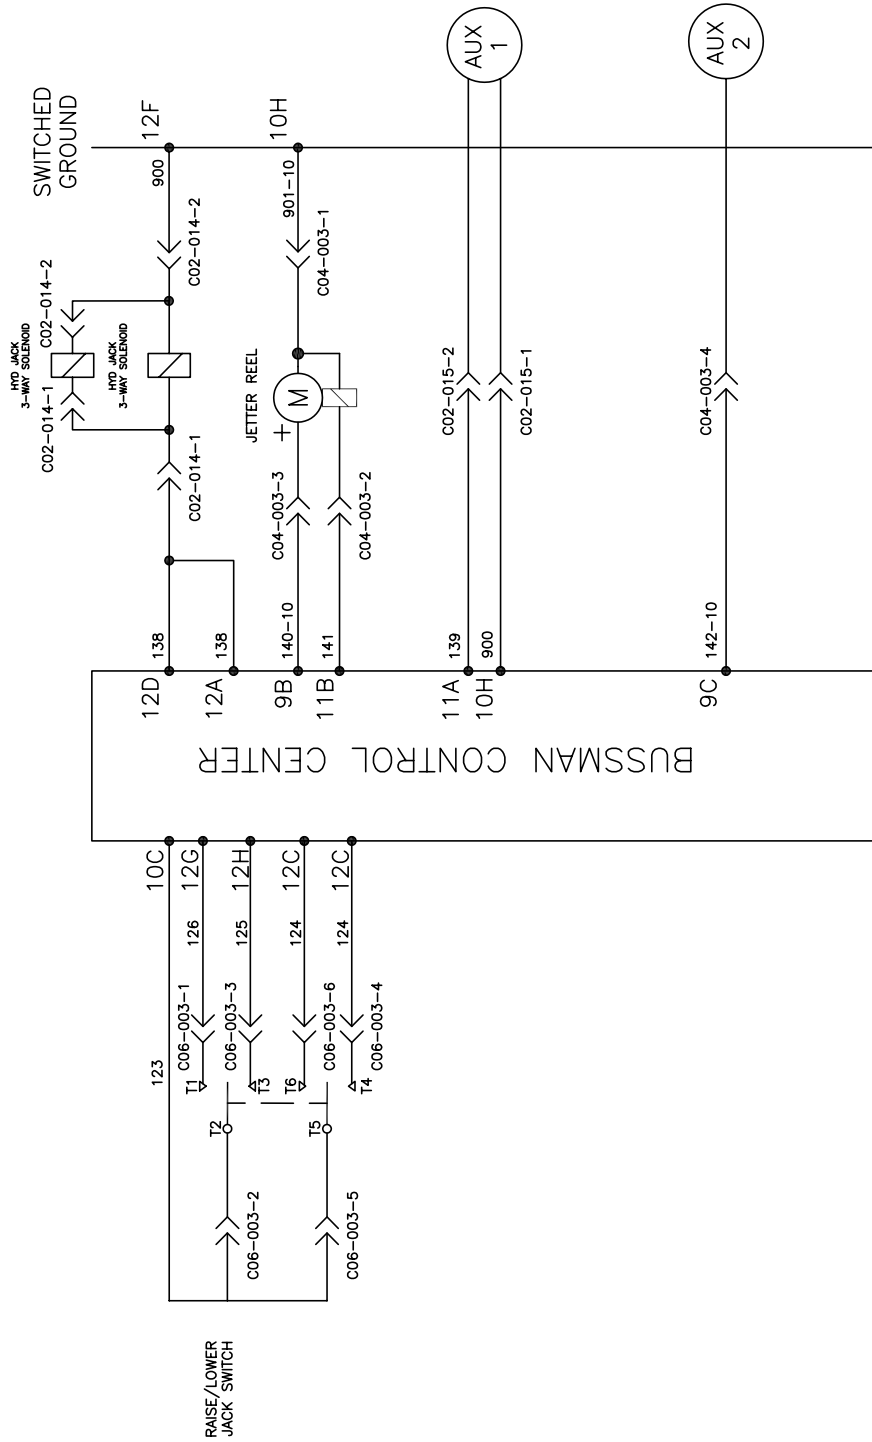 SWITCHED
GROUND
12F
10H
900
901-10
C02-014-2
C02-014-2
C04-003-1
HYD JACK
3-WAY SOLENOID
HYD JACK
3-WAY SOLENOID
C02-014-1
C02-014-1
JETTER REEL
M
+
C04-003-3
C04-003-2
AUX
1
AUX
2
C02-015-2
C02-015-1
C04-003-4
138
138
140-10
141
139
900
142-10
12D
12A
9B
11B
11A
10H
9C
BUSSMAN CONTROL CENTER
10C
12G
12H
12C
12C
123
126
125
124
124
C06-003-1
C06-003-3
C06-003-6
C06-003-4
T1
T3
T6
T4
T2
T5
C06-003-2
C06-003-5
RAISE/LOWER
JACK SWITCH